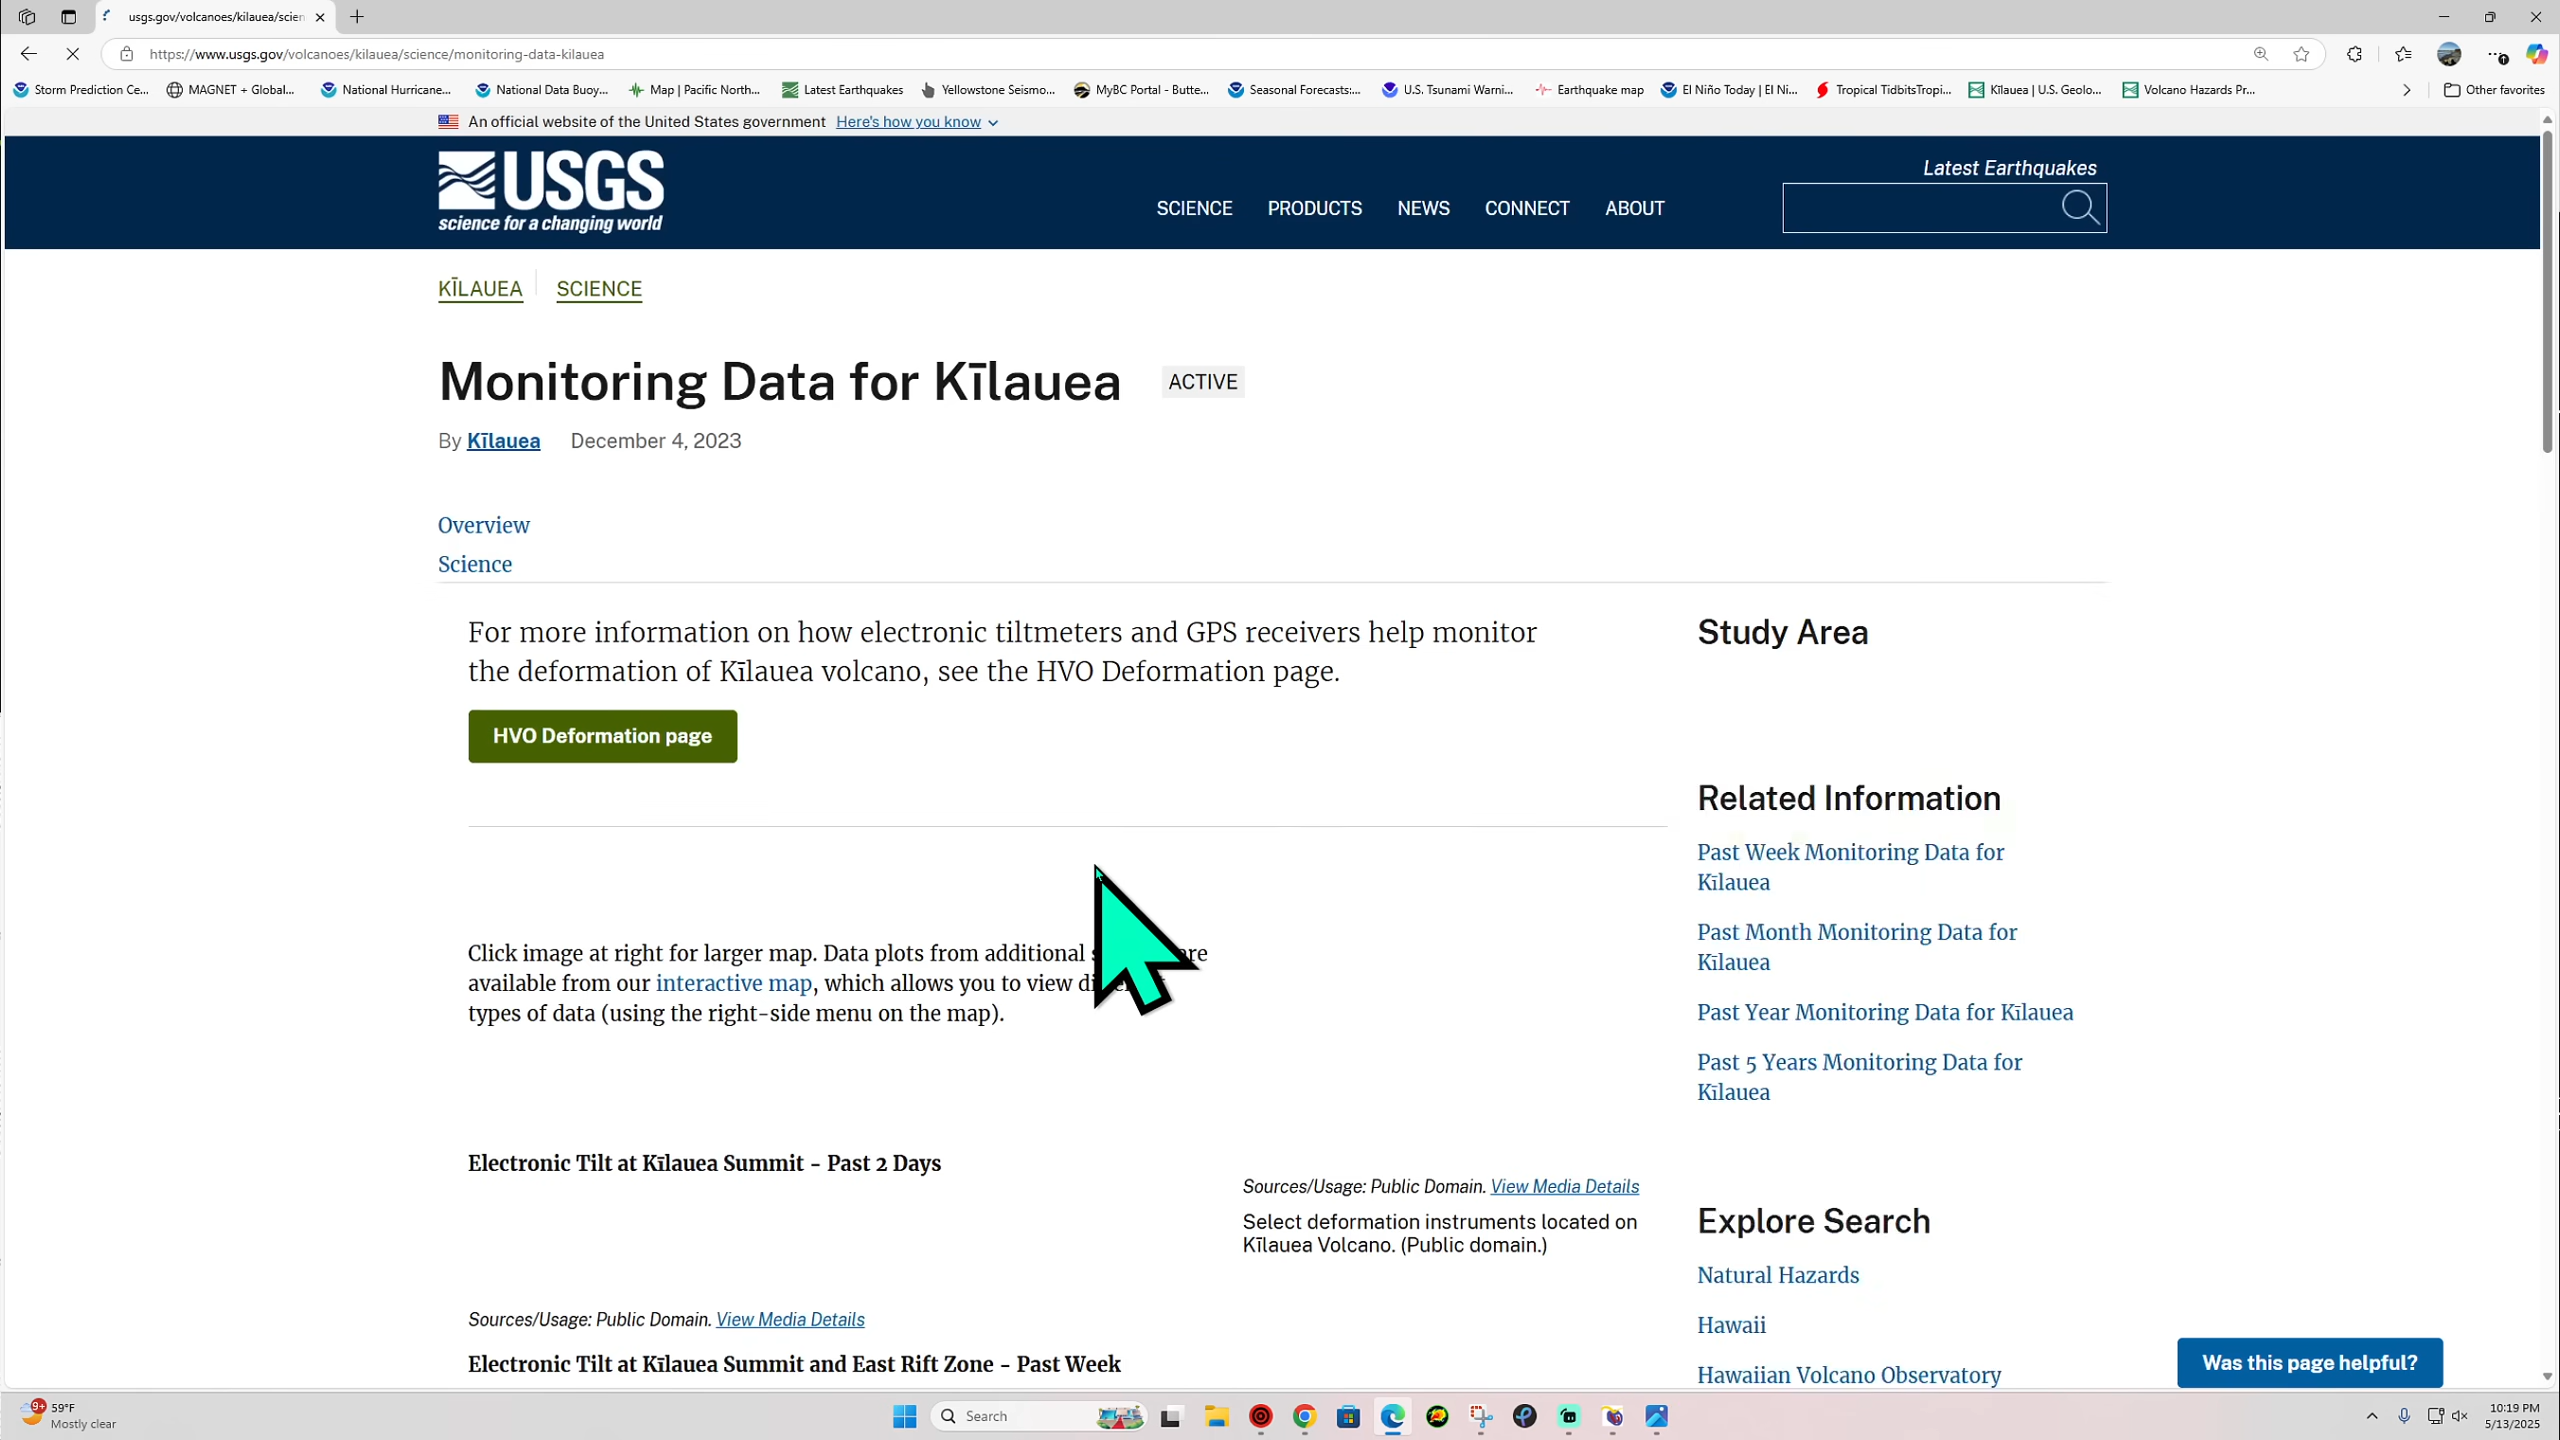 usgs.gov/volcanoes/kilauea/scien
https://www.usgs.gov/volcanoes/kilauea/science/monitoring-data-kilauea
Storm Prediction Ce...
MAGNET + Global...
National Hurricane...
National Data Buoy...
Map | Pacific North...
Latest Earthquakes
Yellowstone Seismo...
MyBC Portal - Butte...
Seasonal Forecasts:...
U.S. Tsunami Warni...
Earthquake map
El Niño Today | El Ni...
Tropical TidbitsTropi...
Kīlauea | U.S. Geolo...
Volcano Hazards Pr...
Other favorites
An official website of the United States government Here's how you know
USGS
science for a changing world
SCIENCE
PRODUCTS
NEWS
CONNECT
ABOUT
Latest Earthquakes
KĪLAUEA
SCIENCE
Monitoring Data for Kīlauea
ACTIVE
By Kīlauea December 4, 2023
Overview
Science
For more information on how electronic tiltmeters and GPS receivers help monitor
the deformation of Kīlauea volcano, see the HVO Deformation page.
HVO Deformation page
Click image at right for larger map. Data plots from additional
available from our interactive map, which allows you to view
types of data (using the right-side menu on the map).
Electronic Tilt at Kīlauea Summit - Past 2 Days
Sources/Usage: Public Domain. View Media Details
Select deformation instruments located on
Kīlauea Volcano. (Public domain.)
Sources/Usage: Public Domain. View Media Details
Electronic Tilt at Kīlauea Summit and East Rift Zone - Past Week
Study Area
Related Information
Past Week Monitoring Data for
Kīlauea
Past Month Monitoring Data for
Kīlauea
Past Year Monitoring Data for Kīlauea
Past 5 Years Monitoring Data for
Kīlauea
Explore Search
Natural Hazards
Hawaii
Hawaiian Volcano Observatory
Was this page helpful?
9+
59°F
Mostly clear
Search
10:19 PM
5/13/2025